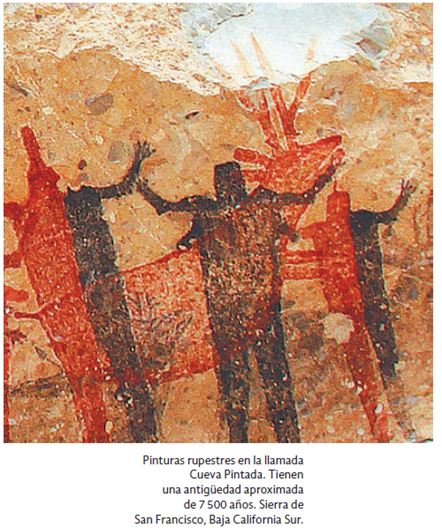 Pinturas rupestres en la llamada
Cueva Pintada. Tienen
una antigüedad aproximada
de 7 500 años. Sierra de
San Francisco, Baja California Sur.